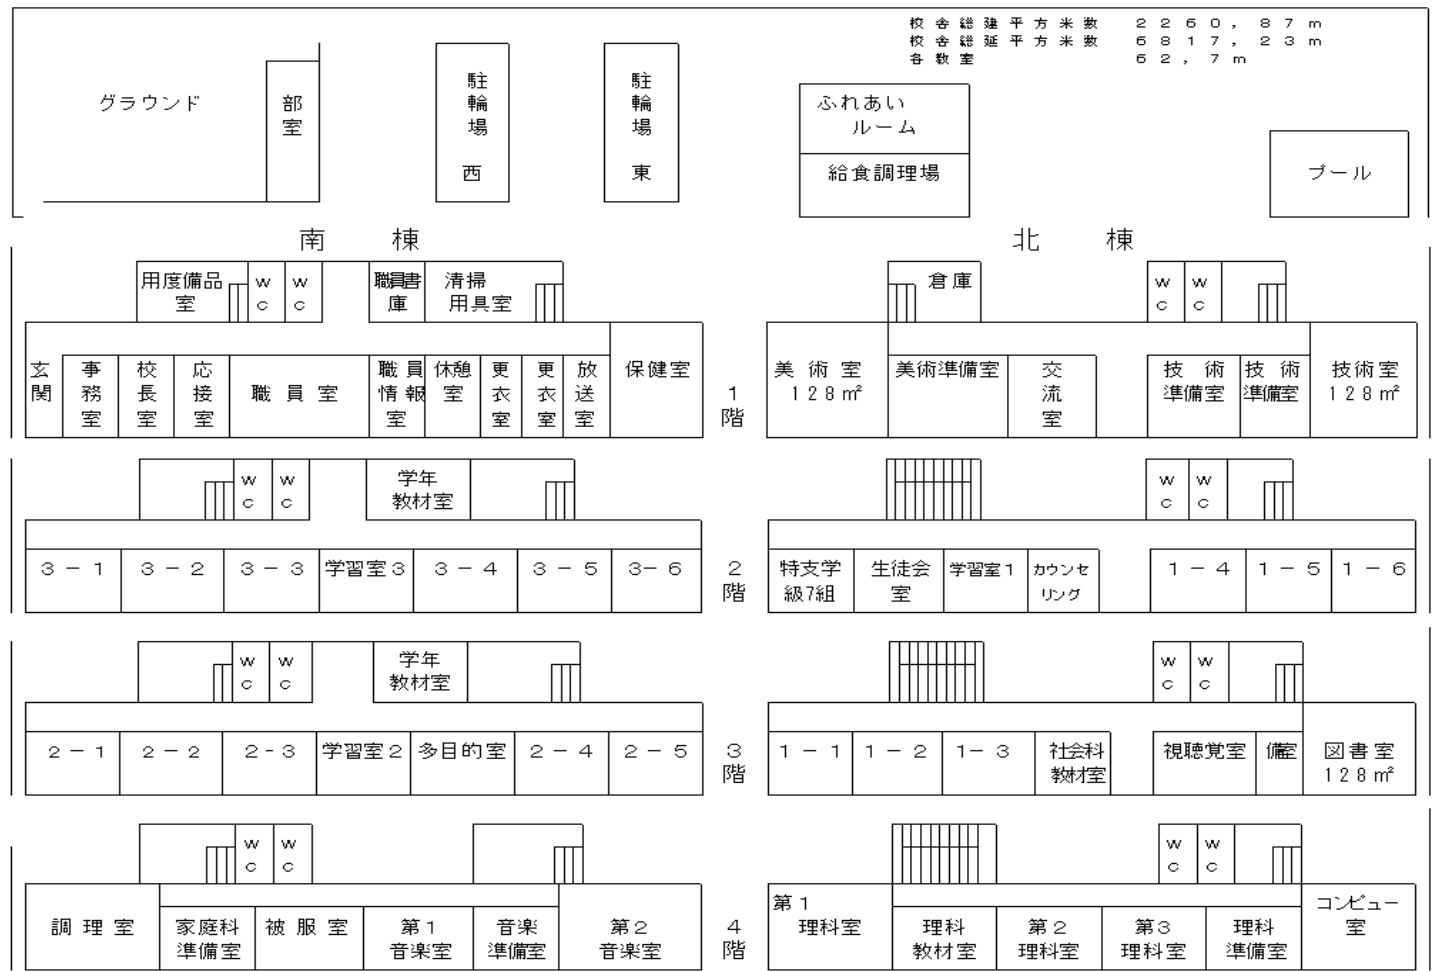 校舎総建平方米数 2260,87m
校舎総延平方米数 6817,23m
各教室 62,7m
グラウンド
部室
駐輪場 西
駐輪場 東
ふれあい
ルーム
給食調理場
プール
南 棟
北 棟
用度備品
室
WC
WC
職員書
庫
清掃
用具室
倉庫
WC
WC
玄関
事務室
校長室
応接室
職 員 室
職 員
情 報
室
休憩
室
更衣室
更衣室
放送室
保健室
1階
美 術 室
128㎡
美術準備室
交流室
技 術
準備室
技 術
準備室
技 術 室
128㎡
WC
WC
学年
教材室
WC
WC
3-1
3-2
3-3
学習室3
3-4
3-5
3-6
2階
特支学
級7組
生徒会
室
学習室1
カウンセ
リング
1-4
1-5
1-6
WC
WC
学年
教材室
WC
WC
2-1
2-2
2-3
学習室2
多目的室
2-4
2-5
3階
1-1
1-2
1-3
社会科
教材室
視聴覚室
備室
図 書 室
128㎡
WC
WC
WC
WC
調 理 室
家庭科
準備室
被 服 室
第1
音楽室
音楽
準備室
第2
音楽室
4階
第1
理科室
理科
教材室
第2
理科室
第3
理科室
理科
準備室
コンピュー
室